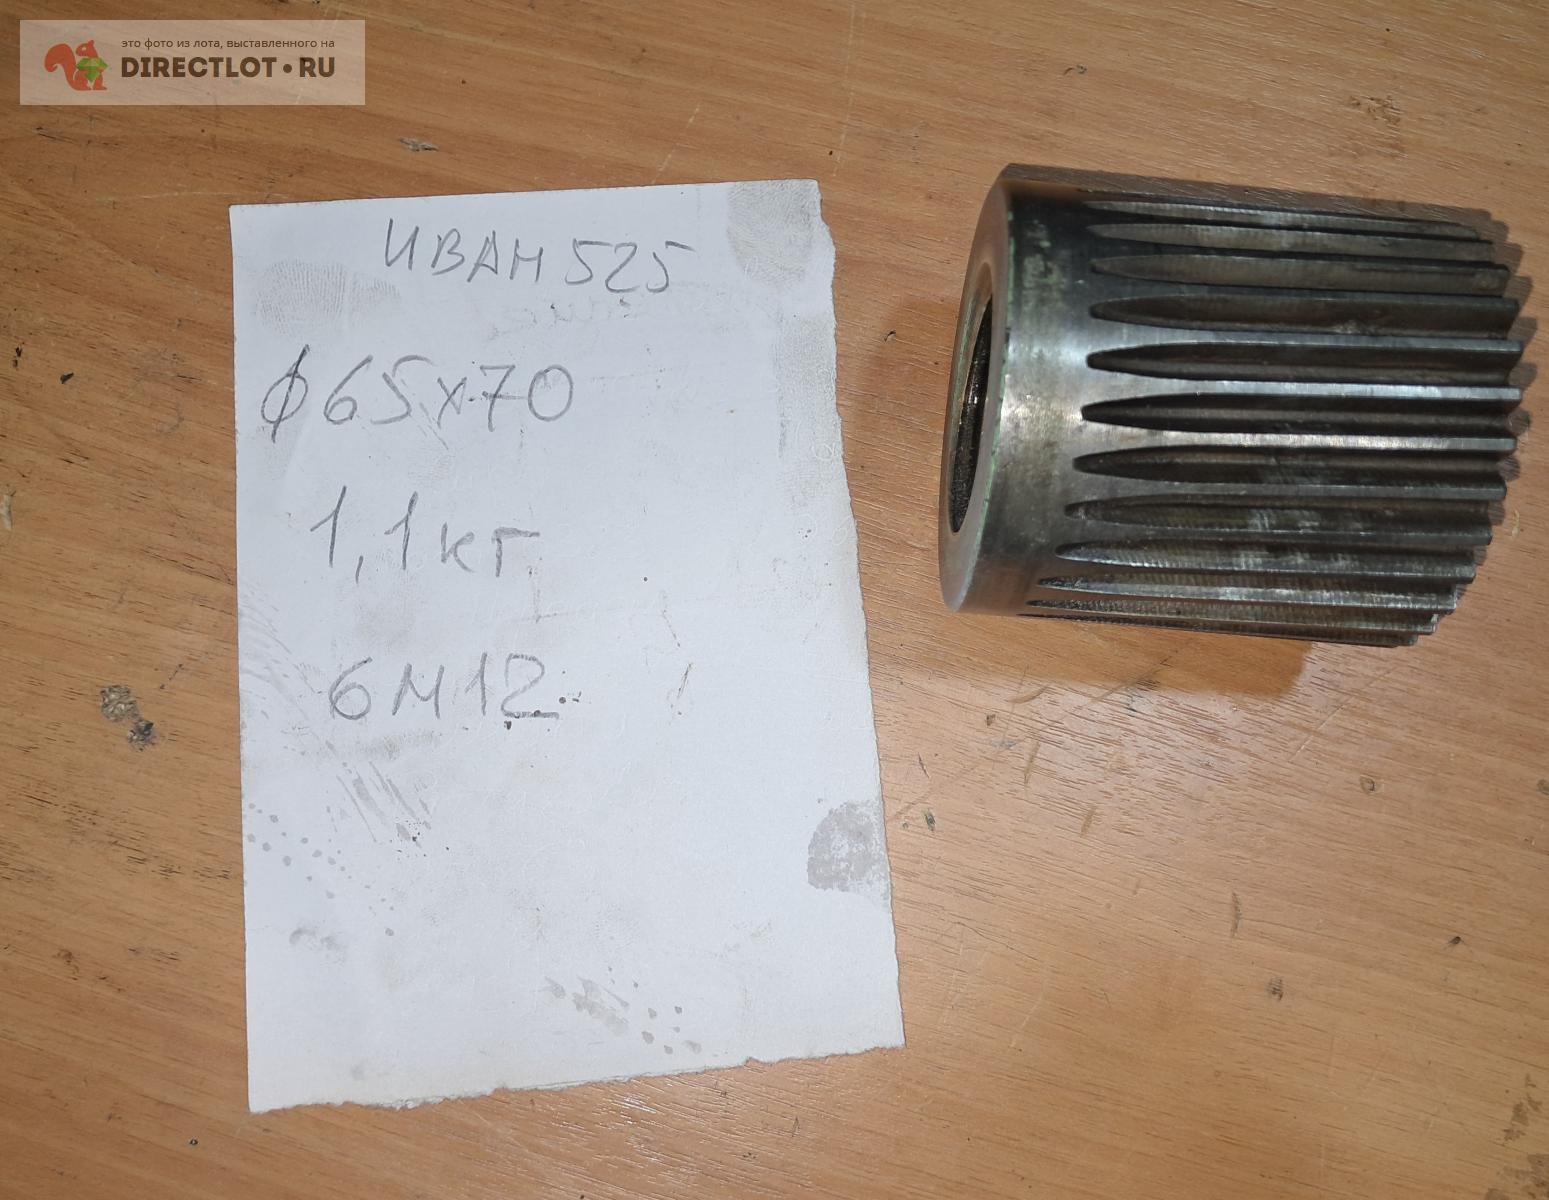 это фото из лота, выставленного на
DIRECTLOT•RU
ИВАН 525
ф65х70
1,1кг
6М12